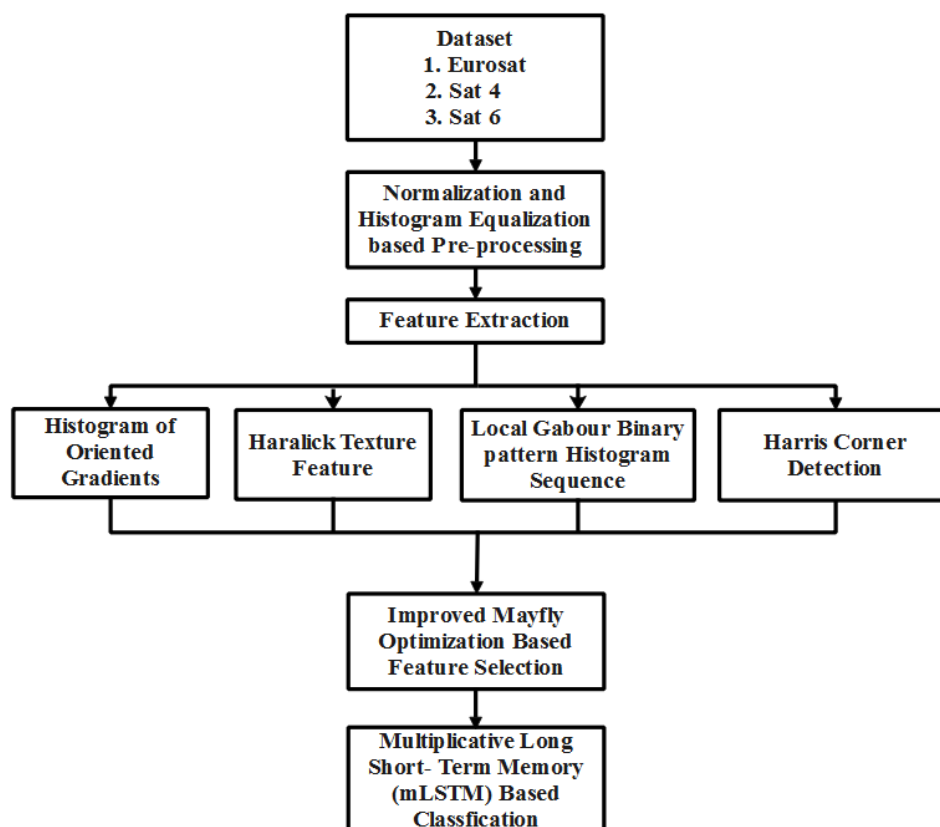 Dataset
1. Eurosat
2. Sat 4
3. Sat 6
Normalization and
Histogram Equalization
based Pre-processing
Feature Extraction
Histogram of
Oriented
Gradients
Haralick Texture
Feature
Local Gabour Binary
pattern Histogram
Sequence
Harris Corner
Detection
Improved Mayfly
Optimization Based
Feature Selection
Multiplicative Long
Short- Term Memory
(mLSTM) Based
Classfication